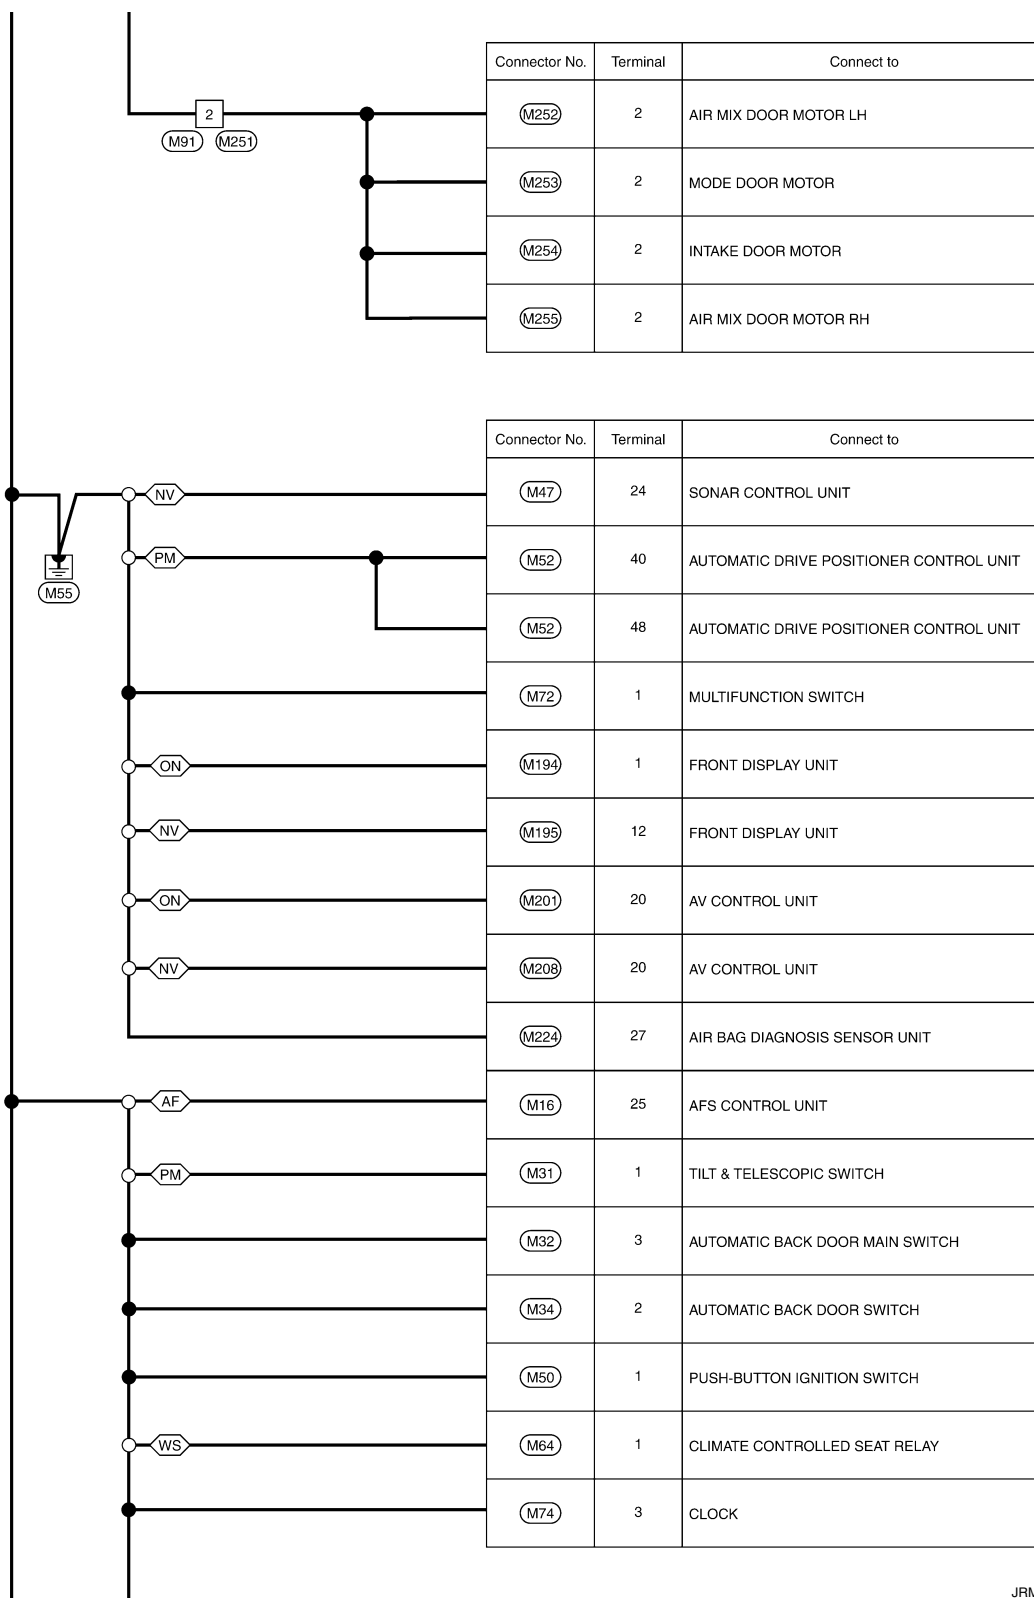 Connector No. Terminal Connect to
2 M252 2 AIR MIX DOOR MOTOR LH
M91 M251
M253 2 MODE DOOR MOTOR
M254 2 INTAKE DOOR MOTOR
M255 2 AIR MIX DOOR MOTOR RH
Connector No. Terminal Connect to
NV M47 24 SONAR CONTROL UNIT
PM M52 40 AUTOMATIC DRIVE POSITIONER CONTROL UNIT
M55
M52 48 AUTOMATIC DRIVE POSITIONER CONTROL UNIT
M72 1 MULTIFUNCTION SWITCH
ON M194 1 FRONT DISPLAY UNIT
NV M195 12 FRONT DISPLAY UNIT
ON M201 20 AV CONTROL UNIT
NV M208 20 AV CONTROL UNIT
M224 27 AIR BAG DIAGNOSIS SENSOR UNIT
AF M16 25 AFS CONTROL UNIT
PM M31 1 TILT & TELESCOPIC SWITCH
M32 3 AUTOMATIC BACK DOOR MAIN SWITCH
M34 2 AUTOMATIC BACK DOOR SWITCH
M50 1 PUSH-BUTTON IGNITION SWITCH
WS M64 1 CLIMATE CONTROLLED SEAT RELAY
M74 3 CLOCK
JRM